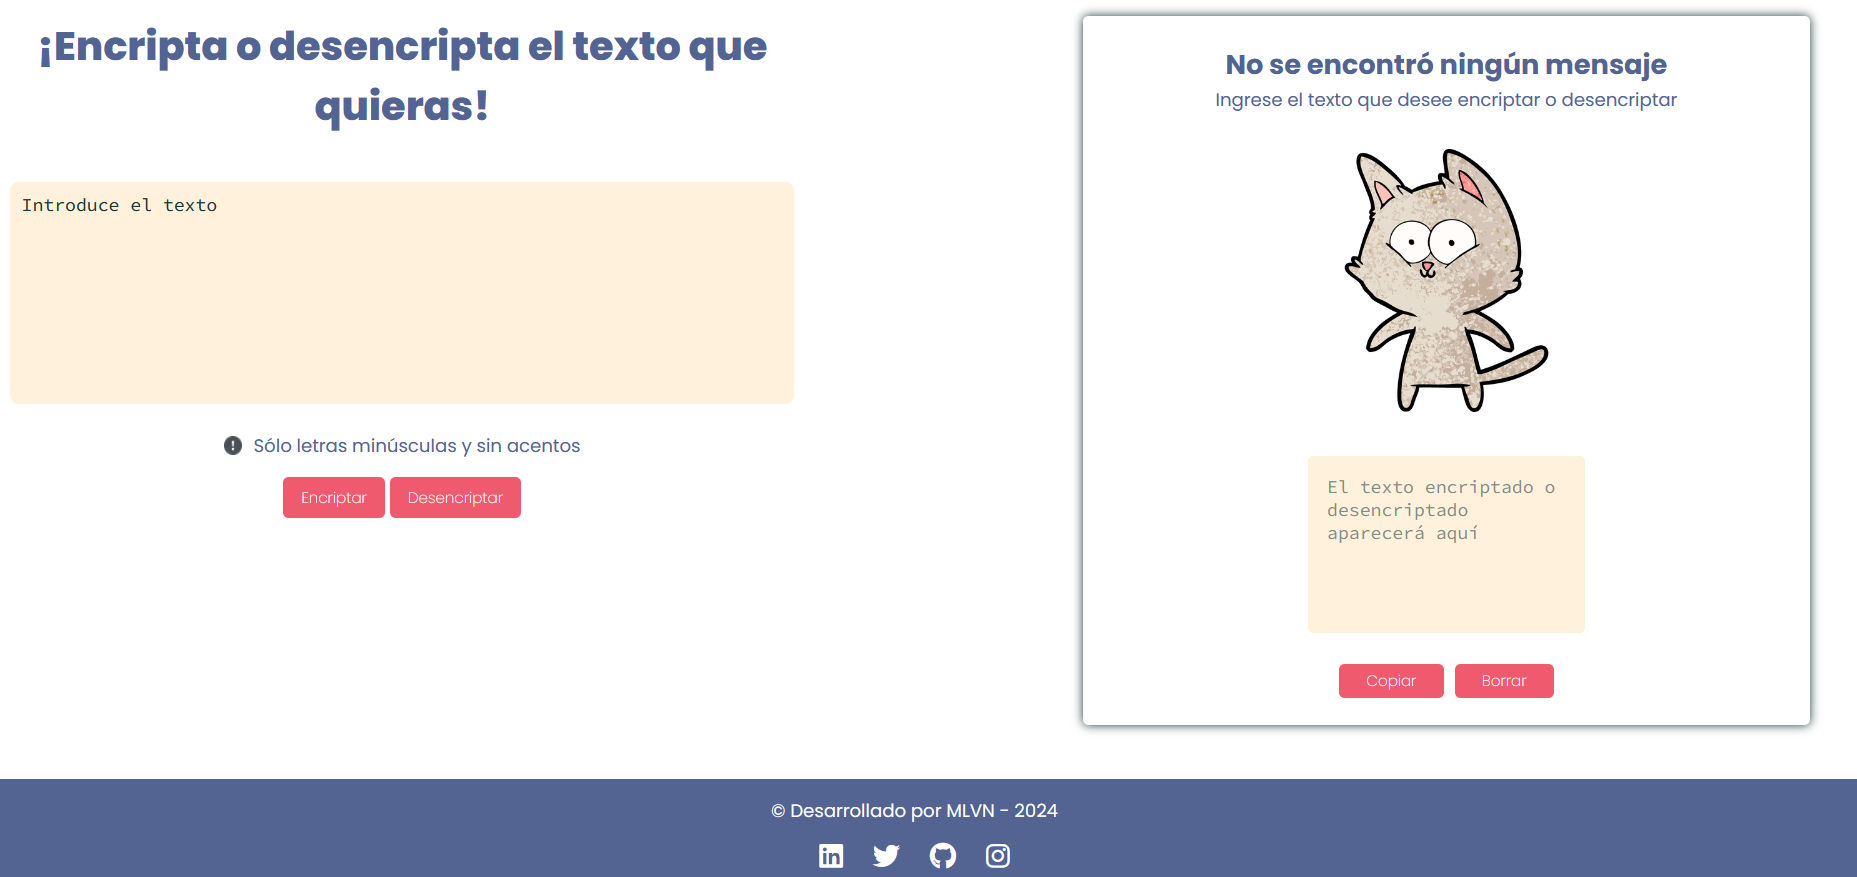 ¡Encripta o desencripta el texto que
quieras!
Introduce el texto
Sólo letras minúsculas y sin acentos
Encriptar
Desencriptar
No se encontró ningún mensaje
Ingrese el texto que desee encriptar o desencriptar
El texto encriptado o
desencriptado
aparecerá aquí
Copiar
Borrar
© Desarrollado por MLVN - 2024